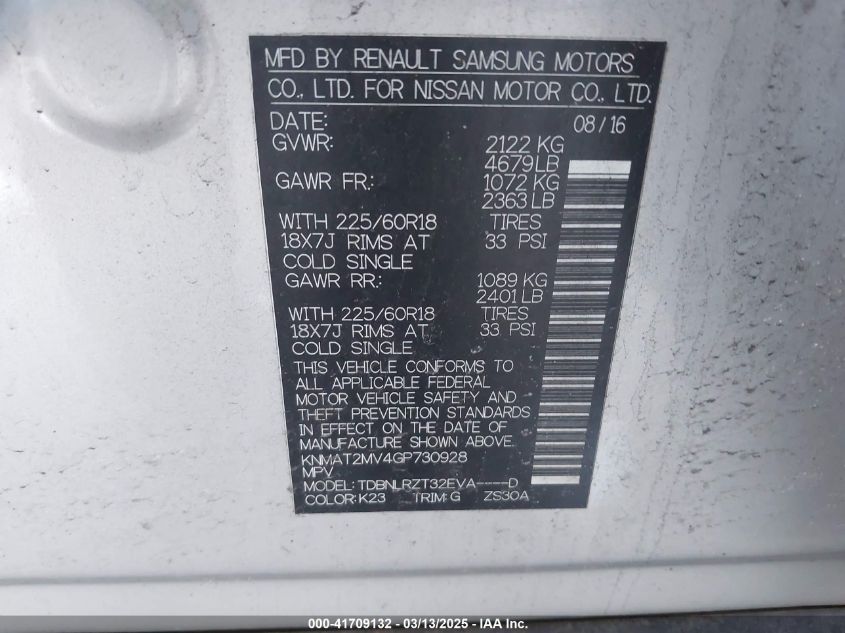 MFD BY RENAULT SAMSUNG MOTORS
CO., LTD. FOR NISSAN MOTOR CO., LTD.
DATE: 08/16
GVWR: 2122 KG
4679 LB
GAWR FR.: 1072 KG
2363 LB
WITH 225/60R18 TIRES
18X7J RIMS AT 33 PSI
COLD SINGLE
GAWR RR.: 1089 KG
2401 LB
WITH 225/60R18 TIRES
18X7J RIMS AT 33 PSI
COLD SINGLE
THIS VEHICLE CONFORMS TO
ALL APPLICABLE FEDERAL
MOTOR VEHICLE SAFETY AND
THEFT PREVENTION STANDARDS
IN EFFECT ON THE DATE OF
MANUFACTURE SHOWN ABOVE.
KNMAT2MV4GP730928
MPV
MODEL: TDBNLRZT32EVA----D
COLOR: K23 TRIM: G ZS30A
000-41709132 - 03/13/2025 - IAA Inc.